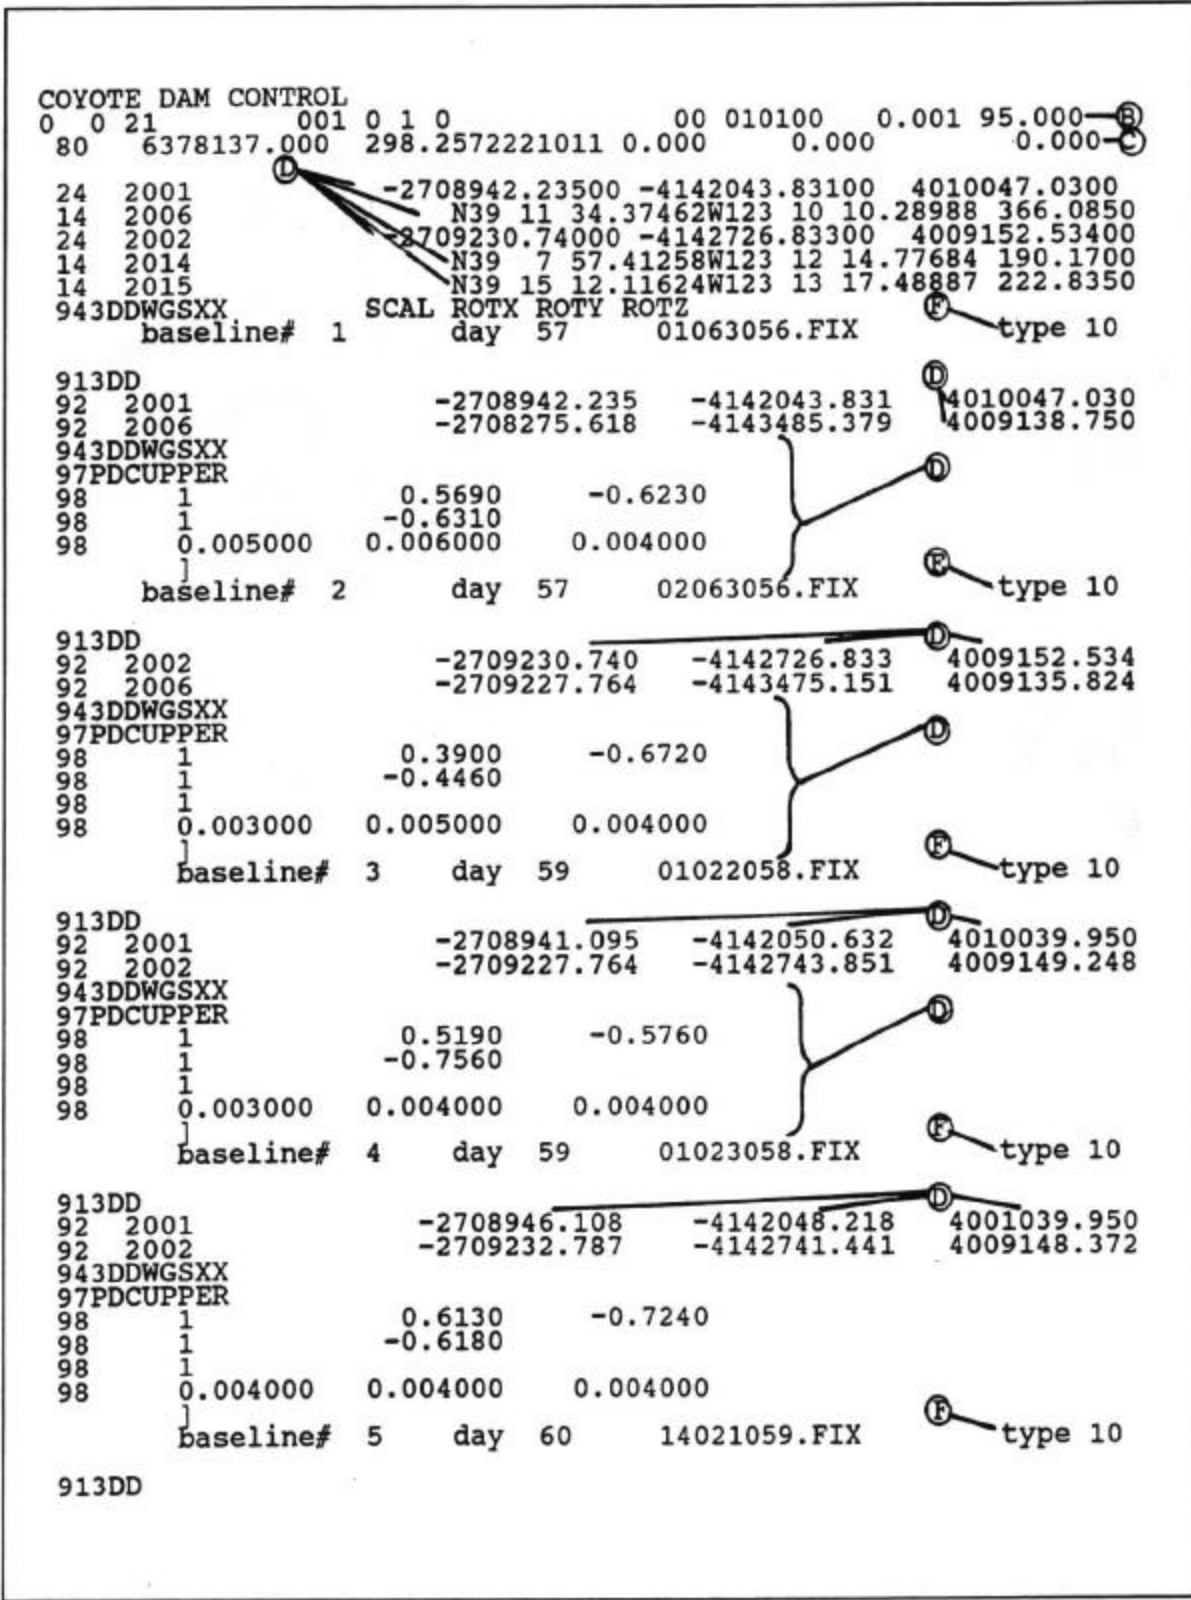 COYOTE DAM CONTROL
0 0 21 001 0 1 0 00 010100 0.001 95.000 B
80 6378137.000 298.2572221011 0.000 0.000 0.000 C
D
24 2001 -2708942.23500 -4142043.83100 4010047.0300
14 2006 N39 11 34.37462W123 10 10.28988 366.0850
24 2002 -2709230.74000 -4142726.83300 4009152.53400
14 2014 N39 7 57.41258W123 12 14.77684 190.1700
14 2015 N39 15 12.11624W123 13 17.48887 222.8350
943DDWGSXX SCAL ROTX ROTY ROTZ F
baseline# 1 day 57 01063056.FIX type 10
913DD D
92 2001 -2708942.235 -4142043.831 4010047.030
92 2006 -2708275.618 -4143485.379 4009138.750
943DDWGSXX
97PDCUPPER D
98 1 0.5690 -0.6230
98 1 -0.6310
98 0.005000 0.006000 0.004000
] E
baseline# 2 day 57 02063056.FIX type 10
913DD D
92 2002 -2709230.740 -4142726.833 4009152.534
92 2006 -2709227.764 -4143475.151 4009135.824
943DDWGSXX
97PDCUPPER D
98 1 0.3900 -0.6720
98 1 -0.4460
98 1
98 0.003000 0.005000 0.004000
] F
baseline# 3 day 59 01022058.FIX type 10
913DD D
92 2001 -2708941.095 -4142050.632 4010039.950
92 2002 -2709227.764 -4142743.851 4009149.248
943DDWGSXX
97PDCUPPER D
98 1 0.5190 -0.5760
98 1 -0.7560
98 1
98 0.003000 0.004000 0.004000
] F
baseline# 4 day 59 01023058.FIX type 10
913DD D
92 2001 -2708946.108 -4142048.218 4001039.950
92 2002 -2709232.787 -4142741.441 4009148.372
943DDWGSXX
97PDCUPPER
98 1 0.6130 -0.7240
98 1 -0.6180
98 1
98 0.004000 0.004000 0.004000
] F
baseline# 5 day 60 14021059.FIX type 10
913DD